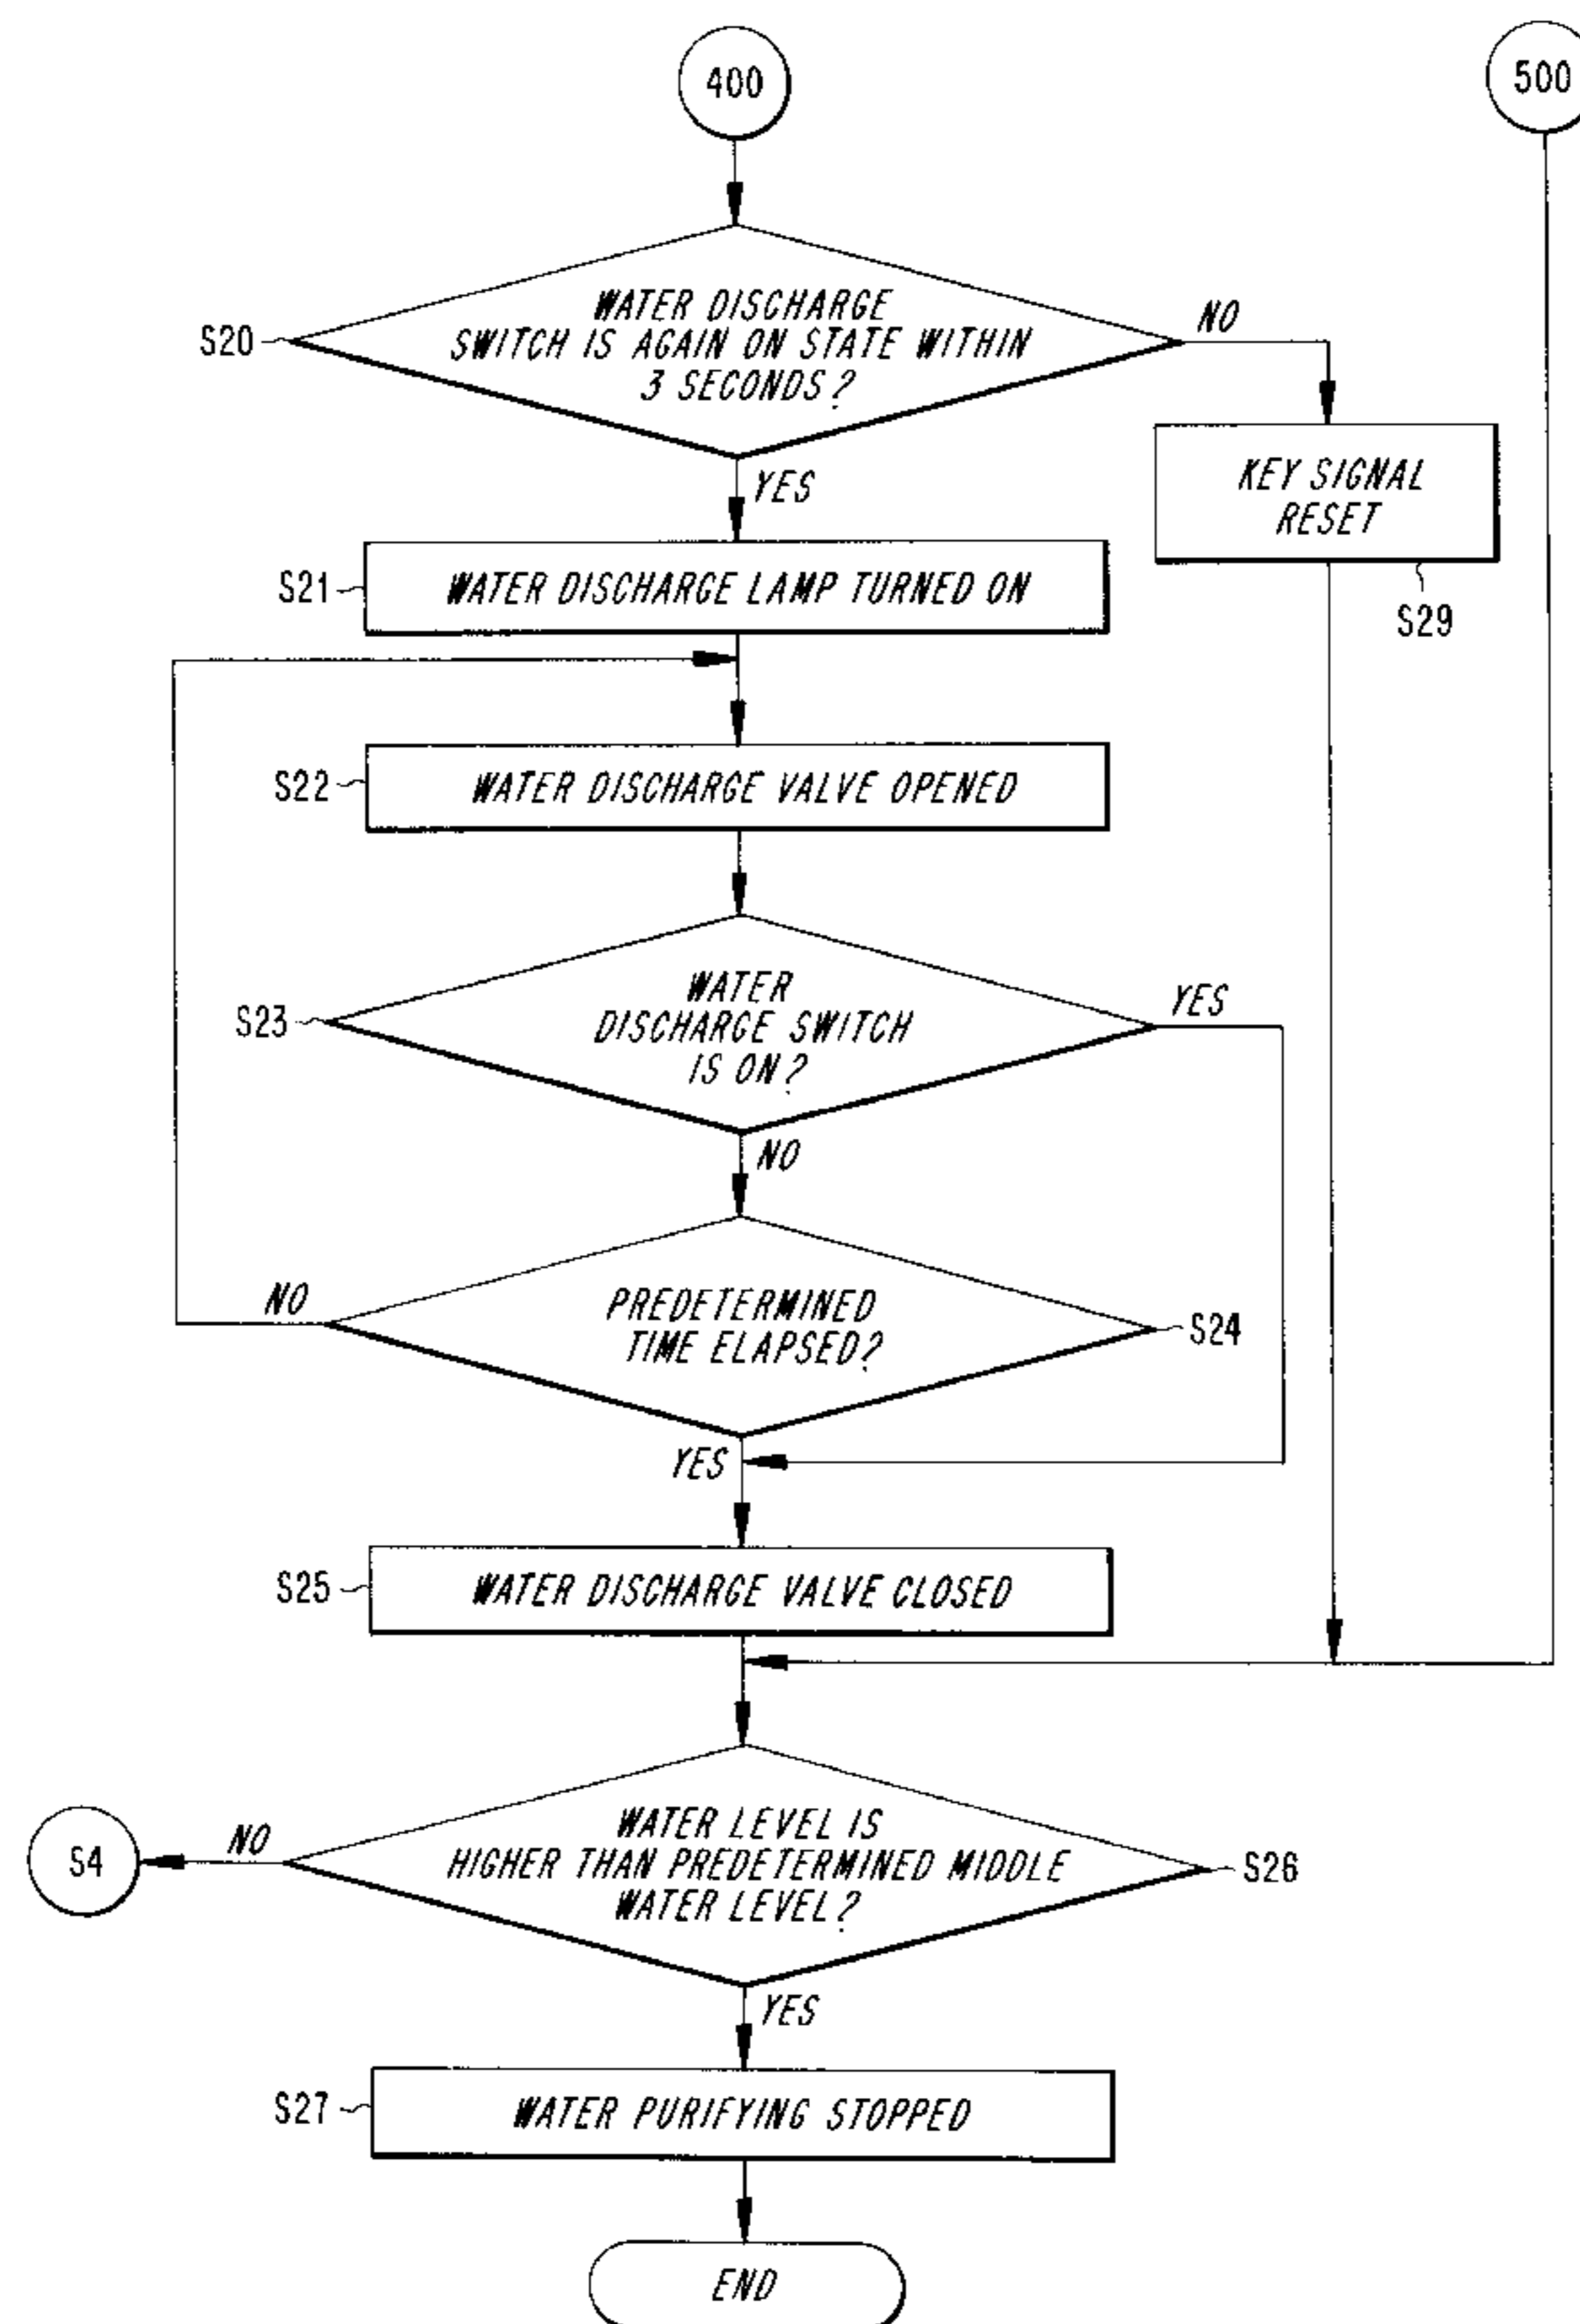 400
500
S20
WATER DISCHARGE
SWITCH IS AGAIN ON STATE WITHIN
3 SECONDS?
NO
YES
KEY SIGNAL
RESET
S29
S21
WATER DISCHARGE LAMP TURNED ON
S22
WATER DISCHARGE VALVE OPENED
S23
WATER
DISCHARGE SWITCH
IS ON?
YES
NO
NO
PREDETERMINED
TIME ELAPSED?
S24
YES
S25
WATER DISCHARGE VALVE CLOSED
S4
NO
WATER LEVEL IS
HIGHER THAN PREDETERMINED MIDDLE
WATER LEVEL?
S26
YES
S27
WATER PURIFYING STOPPED
END